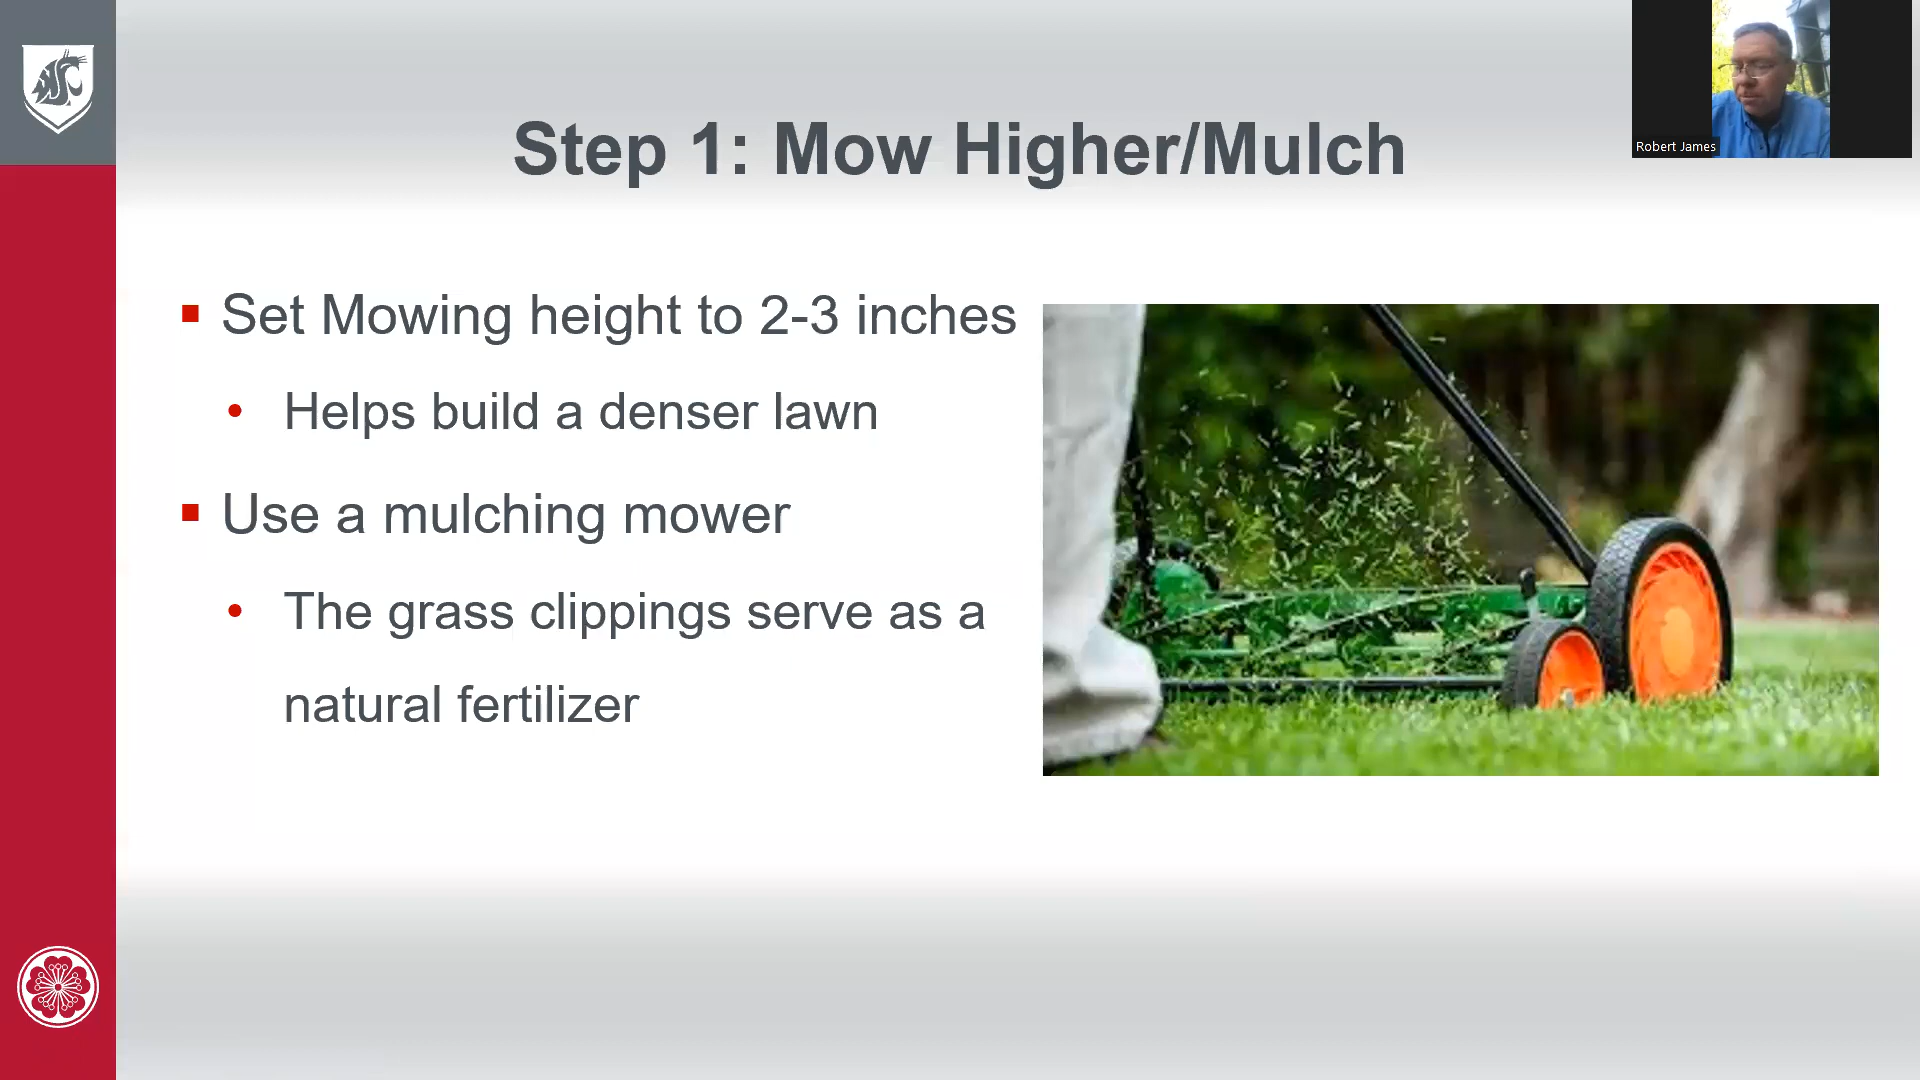 Step 1: Mow Higher/Mulch
Robert James
Set Mowing height to 2-3 inches
Helps build a denser lawn
Use a mulching mower
The grass clippings serve as a
natural fertilizer